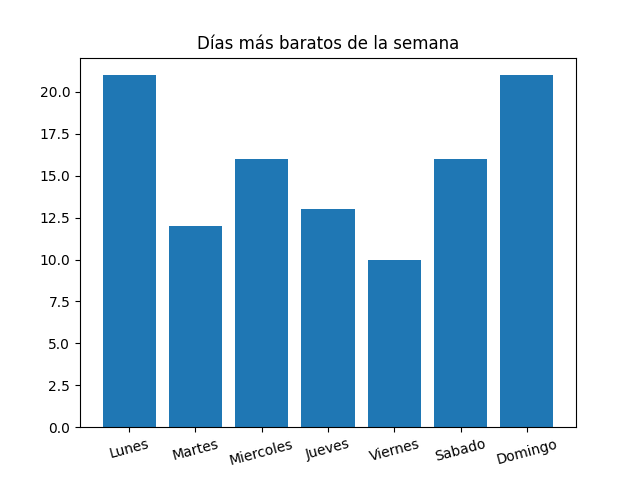 Días más baratos de la semana
20.0
17.5
15.0
12.5
10.0
7.5
5.0
2.5
0.0
Lunes
Martes
Miercoles
Jueves
Viernes
Sabado
Domingo